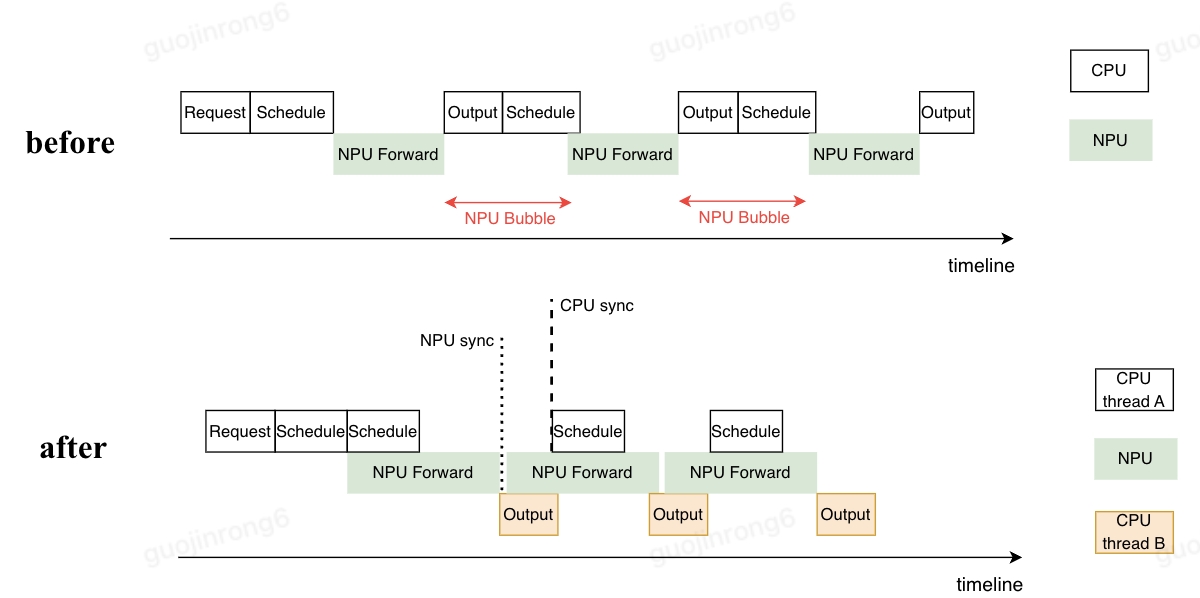 guojinrong6
guojinrong6
guo
CPU
Request Schedule Output Schedule Output Schedule Output
before
NPU Forward NPU Forward NPU Forward
NPU
NPU Bubble NPU Bubble
timeline
CPU sync
NPU sync
CPU
thread A
Request Schedule Schedule Schedule Schedule
after
NPU Forward NPU Forward NPU Forward
NPU
Output Output Output
CPU
thread B
guojinrong6
guojinrong6
guo
timeline